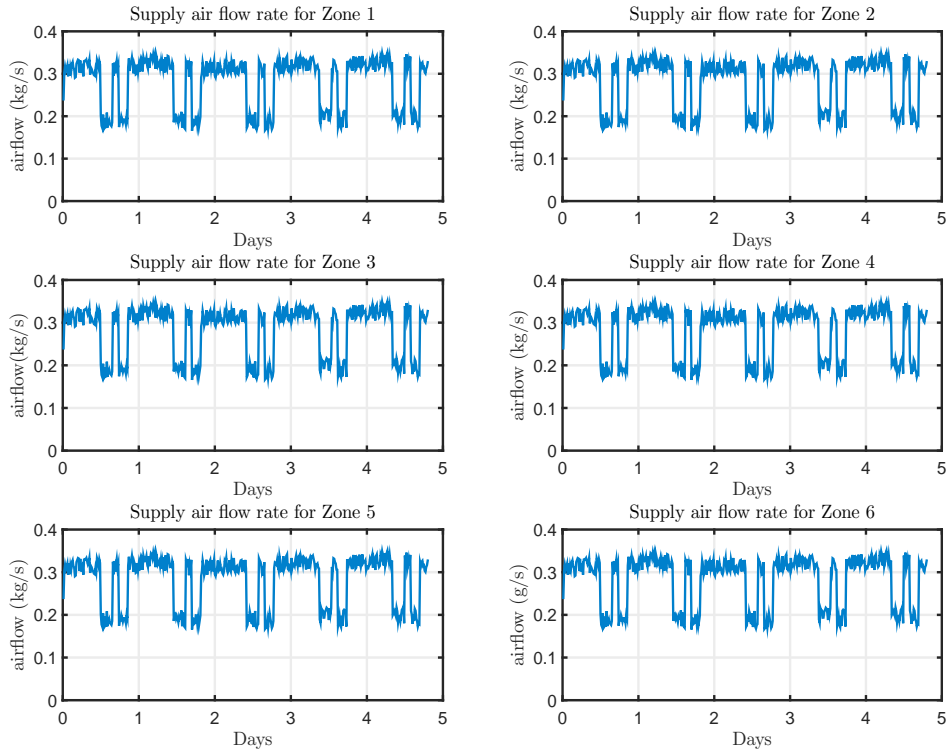 Supply air flow rate for Zone 1
airflow (kg/s)
0.4
0.3
0.2
0.1
0
0 1 2 3 4 5
Days
Supply air flow rate for Zone 2
airflow (kg/s)
0.4
0.3
0.2
0.1
0
0 1 2 3 4 5
Days
Supply air flow rate for Zone 3
airflow(kg/s)
0.4
0.3
0.2
0.1
0
0 1 2 3 4 5
Days
Supply air flow rate for Zone 4
airflow (kg/s)
0.4
0.3
0.2
0.1
0
0 1 2 3 4 5
Days
Supply air flow rate for Zone 5
airflow (kg/s)
0.4
0.3
0.2
0.1
0
0 1 2 3 4 5
Days
Supply air flow rate for Zone 6
airflow (g/s)
0.4
0.3
0.2
0.1
0
0 1 2 3 4 5
Days